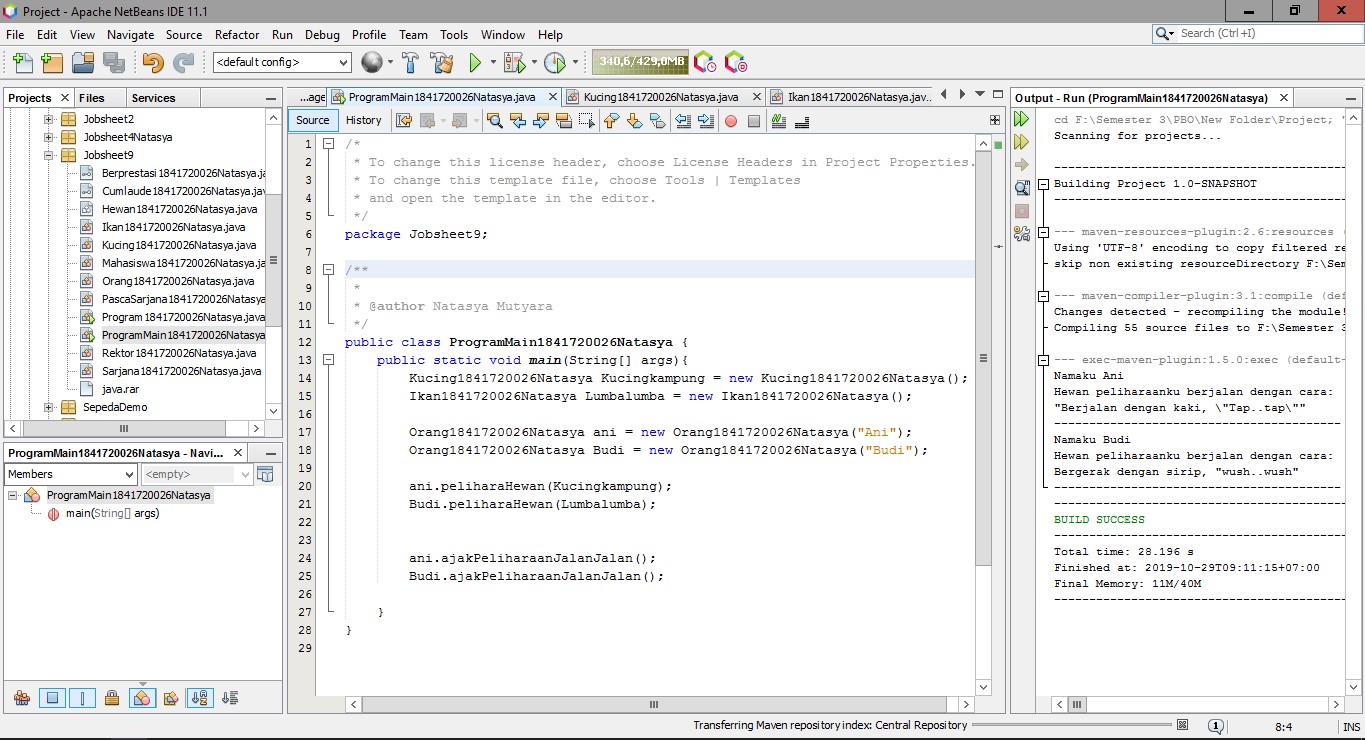 Project - Apache NetBeans IDE 11.1
File Edit View Navigate Source Refactor Run Debug Profile Team Tools Window Help
Search (Ctrl+I)
<default config>
340,6/429,0MB
Projects Files Services
Jobsheet2
Jobsheet4Natasya
Jobsheet9
Berprestasi1841720026Natasya.ja
Cumlaude1841720026Natasya.jav
Hewan1841720026Natasya.java
Ikan1841720026Natasya.java
Kucing1841720026Natasya.java
Mahasiswa1841720026Natasya.ja
Orang1841720026Natasya.java
PascaSarjana1841720026Natasya
Program1841720026Natasya.java
ProgramMain1841720026Natasya
Rektor1841720026Natasya.java
Sarjana1841720026Natasya.java
java.rar
SepedaDemo
ProgramMain1841720026Natasya - Navi...
Members
<empty>
ProgramMain1841720026Natasya
main(String[] args)
...age ProgramMain1841720026Natasya.java Kucing1841720026Natasya.java Ikan1841720026Natasya.jav..
Source History
1 /*
2 * To change this license header, choose License Headers in Project Properties.
3 * To change this template file, choose Tools | Templates
4 * and open the template in the editor.
5 */
6 package Jobsheet9;
7
8 /**
9 *
10 * @author Natasya Mutyara
11 */
12 public class ProgramMain1841720026Natasya {
13 public static void main(String[] args){
14 Kucing1841720026Natasya Kucingkampung = new Kucing1841720026Natasya();
15 Ikan1841720026Natasya Lumbalumba = new Ikan1841720026Natasya();
16
17 Orang1841720026Natasya ani = new Orang1841720026Natasya("Ani");
18 Orang1841720026Natasya Budi = new Orang1841720026Natasya("Budi");
19
20 ani.peliharaHewan(Kucingkampung);
21 Budi.peliharaHewan(Lumbalumba);
22
23
24 ani.ajakPeliharaanJalanJalan();
25 Budi.ajakPeliharaanJalanJalan();
26
27 }
28 }
29
Output - Run (ProgramMain1841720026Natasya)
cd F:\Semester 3\PBO\New Folder\Project;
Scanning for projects...
------------------------------------------
Building Project 1.0-SNAPSHOT
------------------------------------------
--- maven-resources-plugin:2.6:resources (
Using 'UTF-8' encoding to copy filtered re
skip non existing resourceDirectory F:\Sem
--- maven-compiler-plugin:3.1:compile (def
Changes detected - recompiling the module!
Compiling 55 source files to F:\Semester 3
--- exec-maven-plugin:1.5.0:exec (default-
Namaku Ani
Hewan peliharaanku berjalan dengan cara:
"Berjalan dengan kaki, \"Tap..tap\""
------------------------------------
Namaku Budi
Hewan peliharaanku berjalan dengan cara:
Bergerak dengan sirip, "wush..wush"
------------------------------------
------------------------------------------
BUILD SUCCESS
------------------------------------------
Total time: 28.196 s
Finished at: 2019-10-29T09:11:15+07:00
Final Memory: 11M/40M
------------------------------------------
Transferring Maven repository index: Central Repository
1
8:4
INS